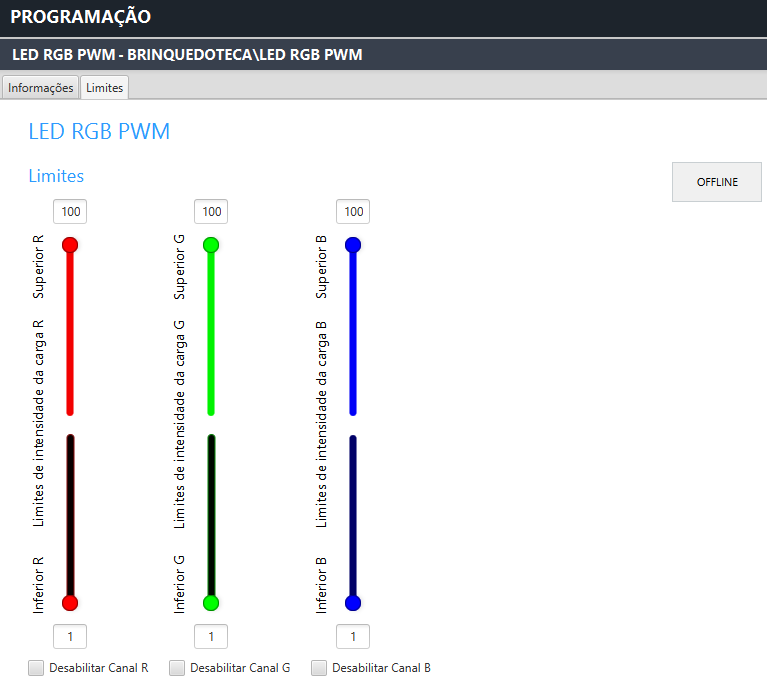 PROGRAMAÇÃO
LED RGB PWM - BRINQUEDOTECA\LED RGB PWM
Informações
Limites
LED RGB PWM
Limites
OFFLINE
100
100
100
Superior R
Limites de intensidade da carga R
Inferior R
Superior G
Limites de intensidade da carga G
Inferior G
Superior B
Limites de intensidade da carga B
Inferior B
1
1
1
Desabilitar Canal R
Desabilitar Canal G
Desabilitar Canal B